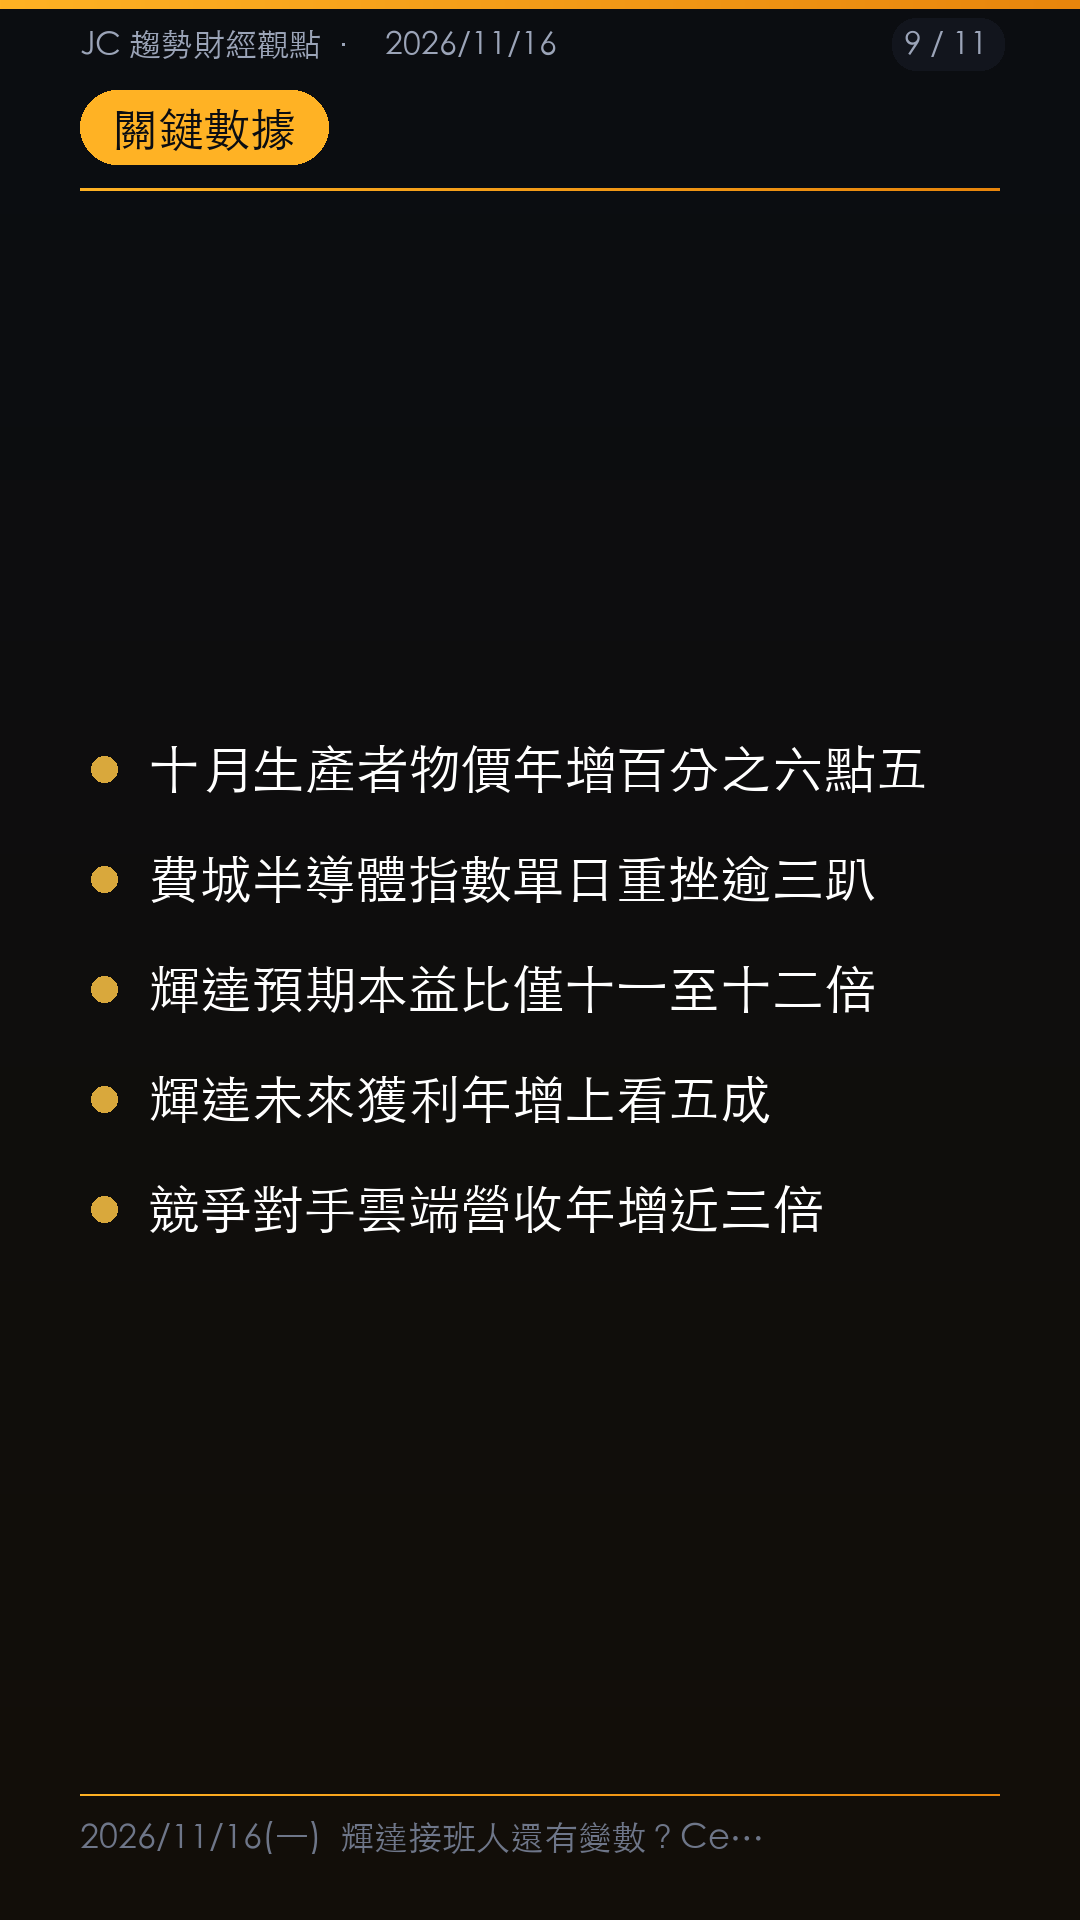 JC 趨勢財經觀點 · 2026/11/16
9 / 11
關鍵數據
十月生產者物價年增百分之六點五
費城半導體指數單日重挫逾三趴
輝達預期本益比僅十一至十二倍
輝達未來獲利年增上看五成
競爭對手雲端營收年增近三倍
2026/11/16(一) 輝達接班人還有變數？Ce⋯